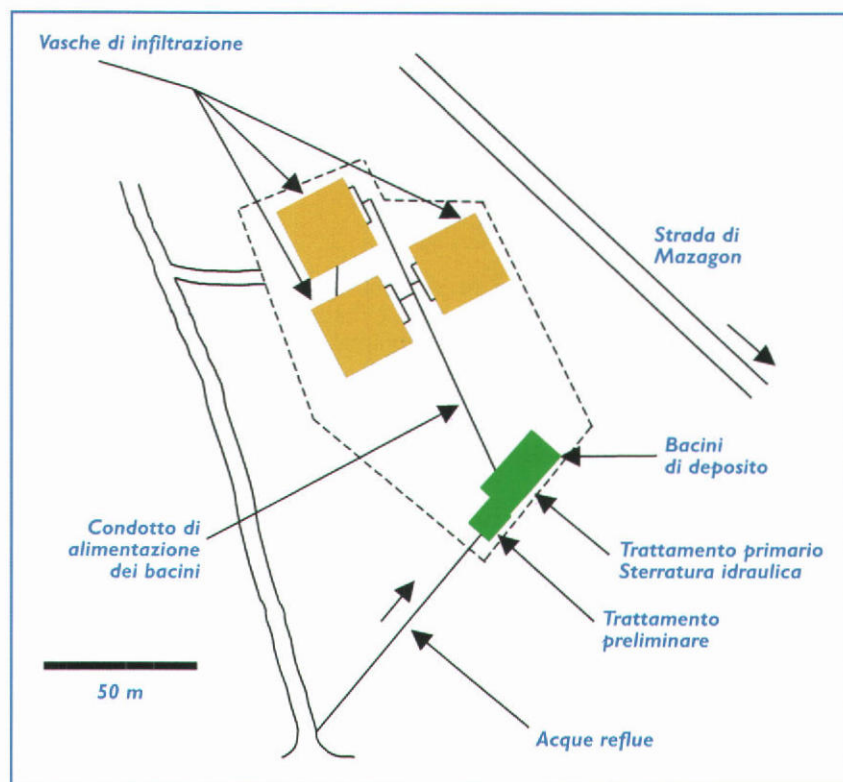 Vasche di infiltrazione
Strada di
Mazagon
Bacini
di deposito
Condotto di
alimentazione
dei bacini
Trattamento primario
Sterratura idraulica
Trattamento
preliminare
50 m
Acque reflue